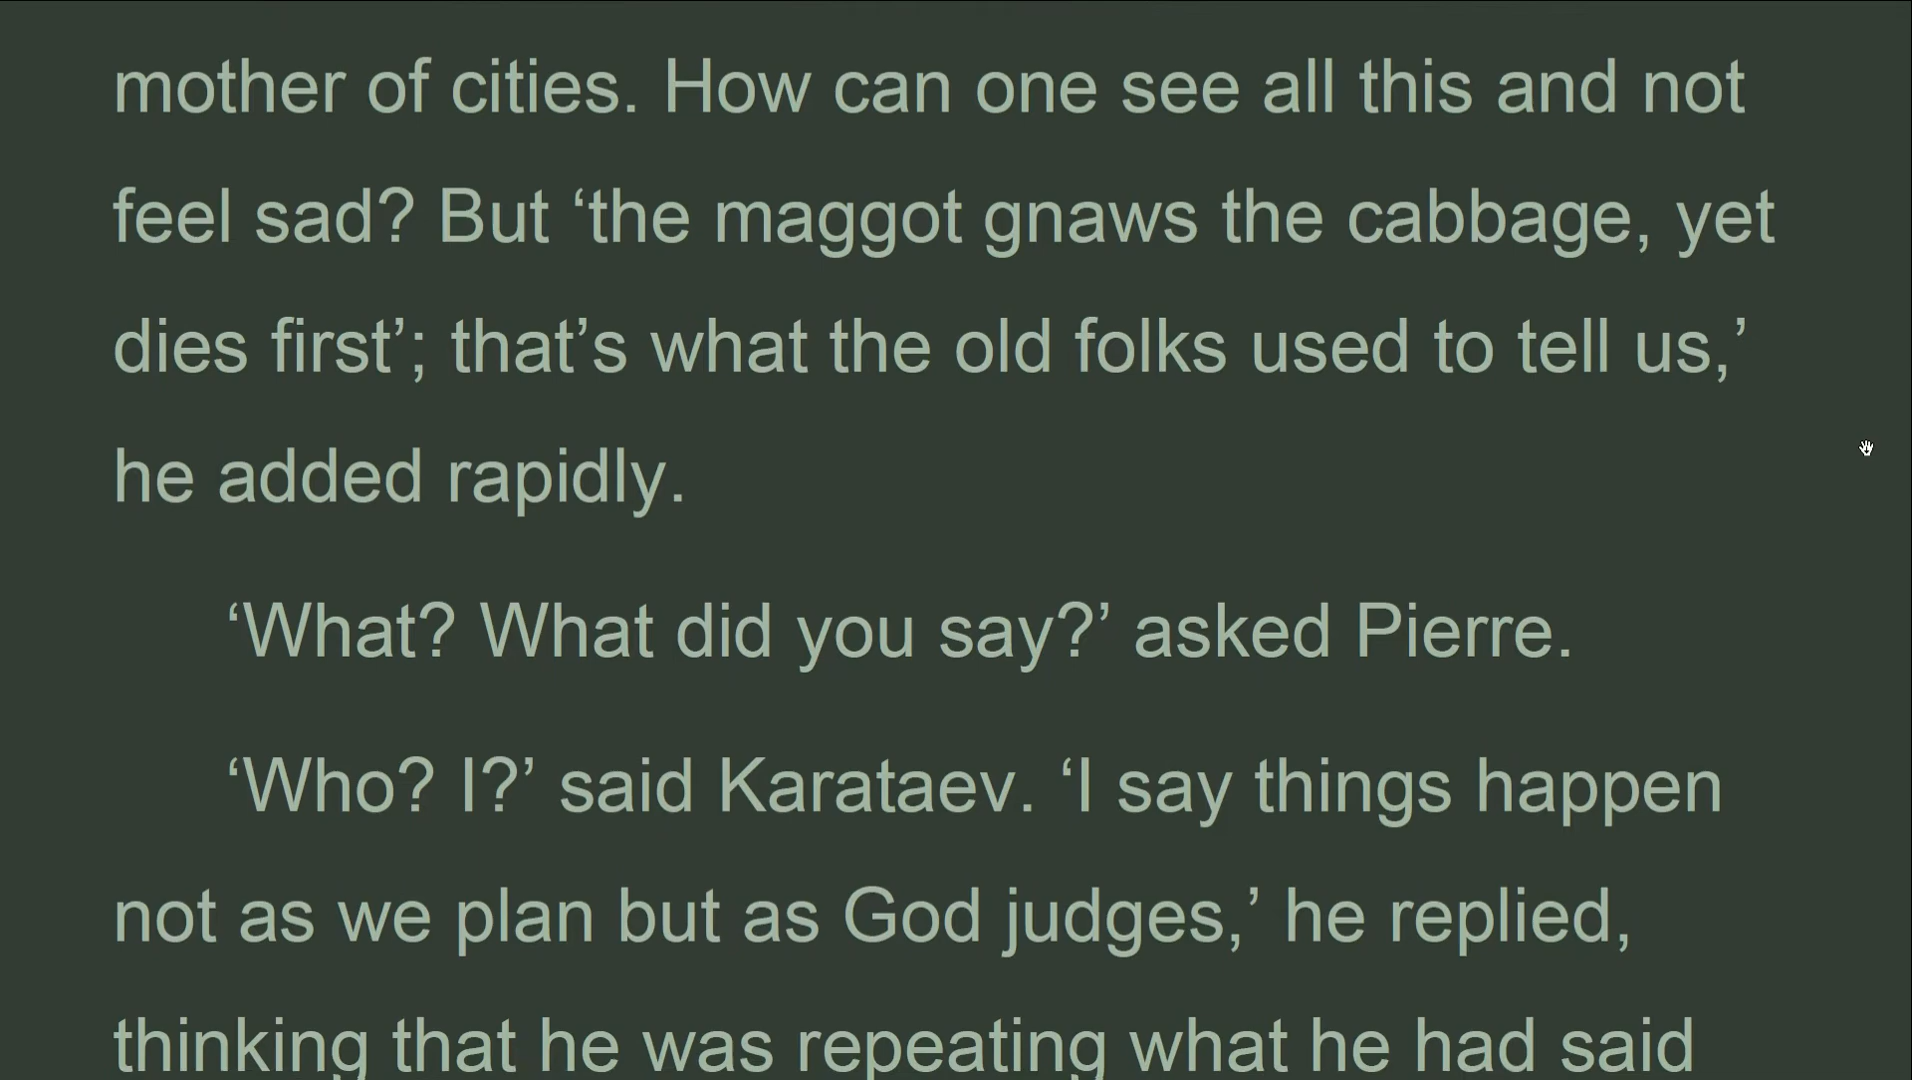 mother of cities. How can one see all this and not
feel sad? But ‘the maggot gnaws the cabbage, yet
dies first’; that’s what the old folks used to tell us,’
he added rapidly.
‘What? What did you say?’ asked Pierre.
‘Who? I?’ said Karataev. ‘I say things happen
not as we plan but as God judges,’ he replied,
thinking that he was repeating what he had said